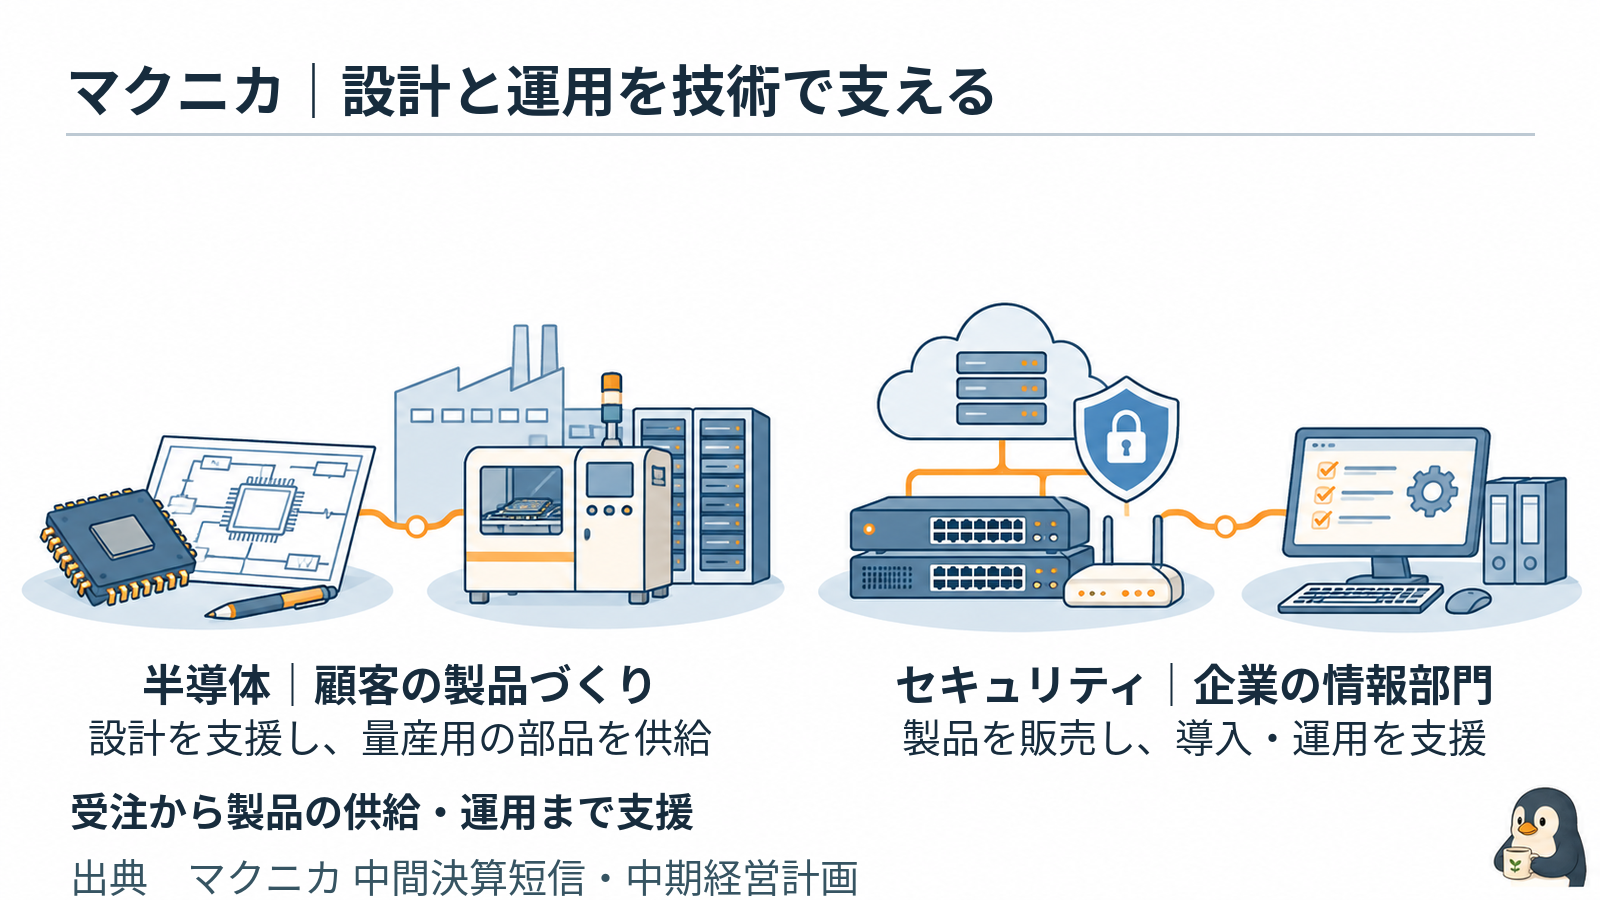 マクニカ｜設計と運用を技術で支える
半導体｜顧客の製品づくり
設計を支援し、量産用の部品を供給
セキュリティ｜企業の情報部門
製品を販売し、導入・運用を支援
受注から製品の供給・運用まで支援
出典　マクニカ 中間決算短信・中期経営計画